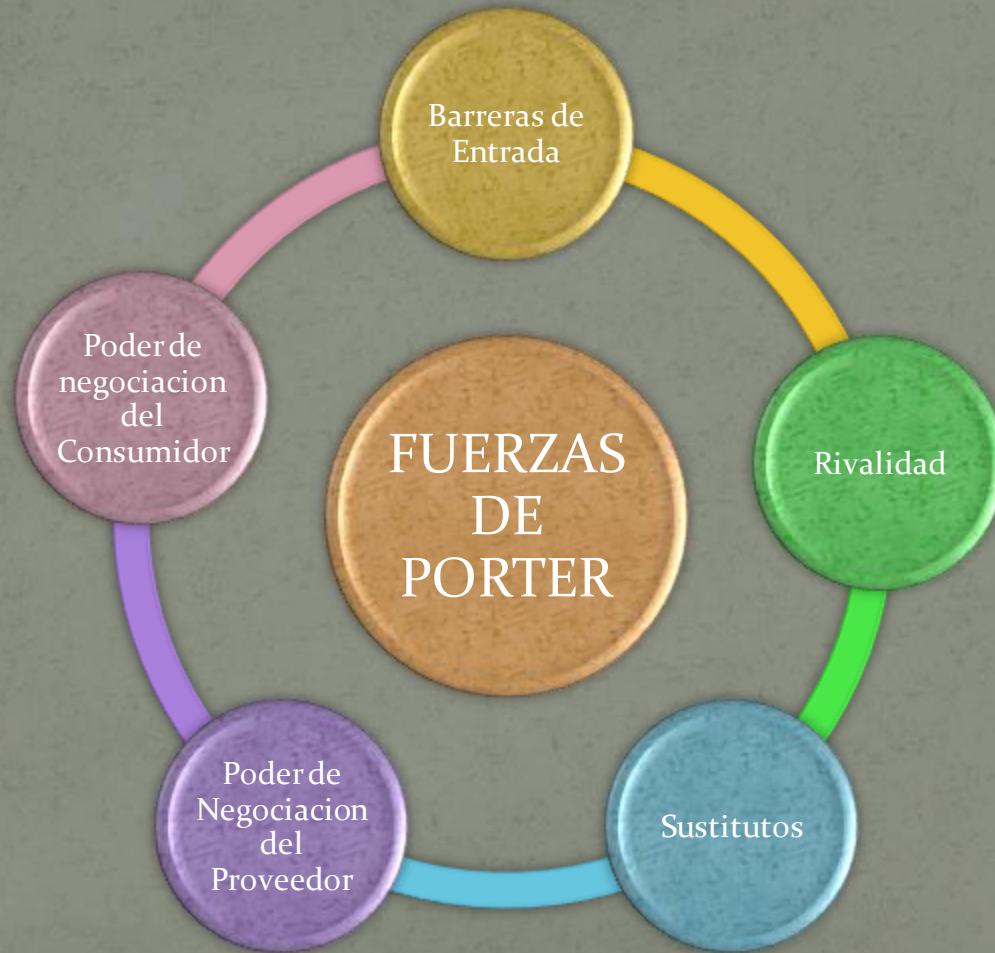 Barreras de
Entrada
Poder de
negociacion
del
Consumidor
FUERZAS
DE
PORTER
Rivalidad
Poder de
Negociacion
del
Proveedor
Sustitutos